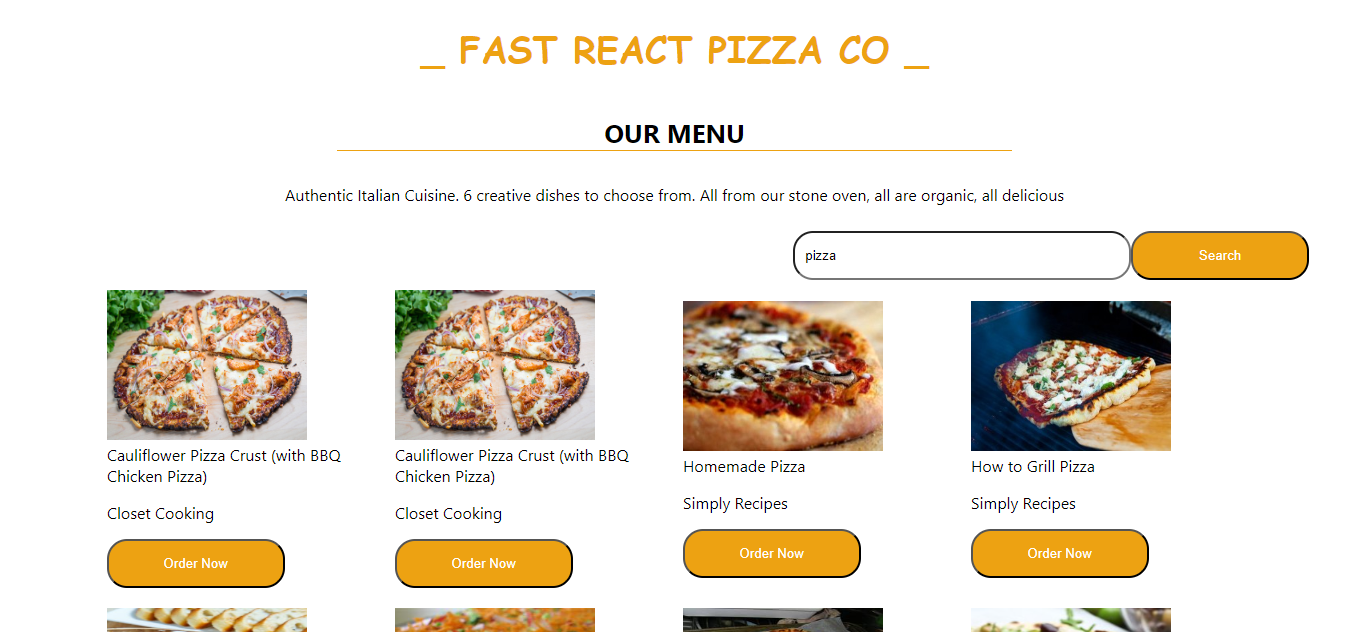 _ FAST REACT PIZZA CO _
OUR MENU
Authentic Italian Cuisine. 6 creative dishes to choose from. All from our stone oven, all are organic, all delicious
pizza
Search
Cauliflower Pizza Crust (with BBQ
Chicken Pizza)
Closet Cooking
Order Now
Cauliflower Pizza Crust (with BBQ
Chicken Pizza)
Closet Cooking
Order Now
Homemade Pizza
Simply Recipes
Order Now
How to Grill Pizza
Simply Recipes
Order Now